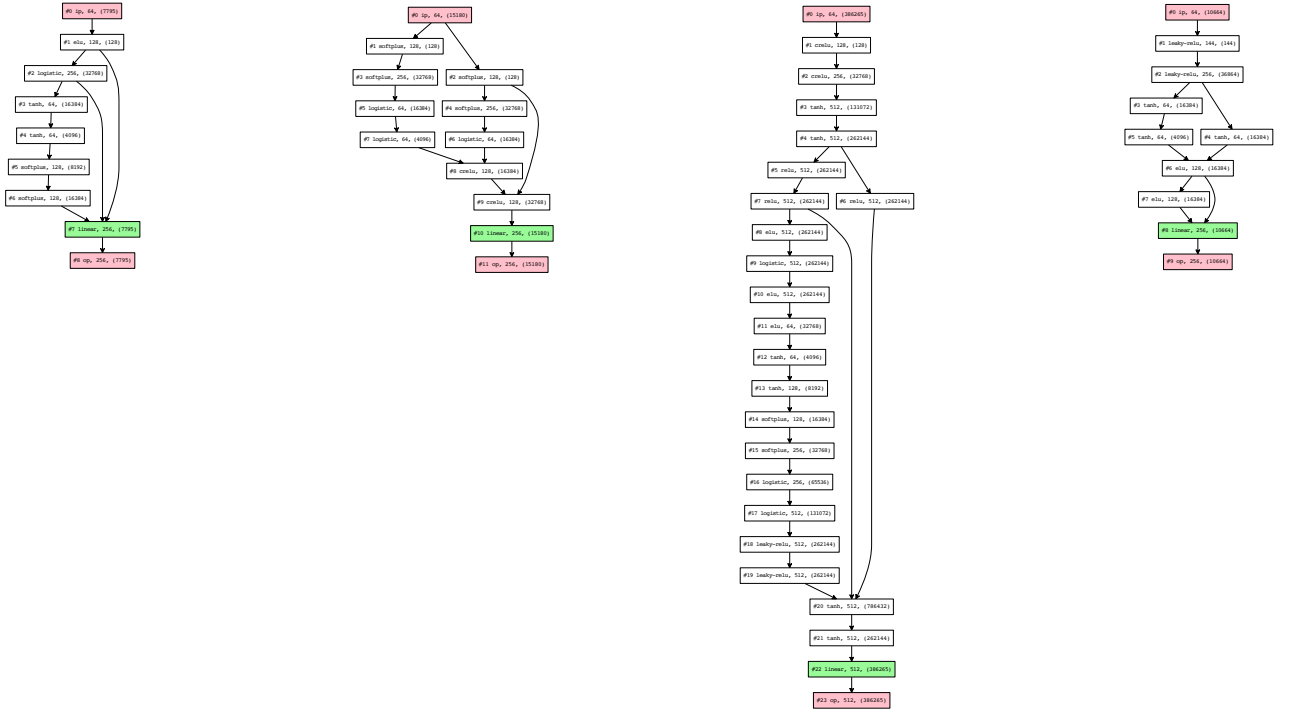 #0 ip, 64, (7795)
#1 elu, 128, (128)
#2 logistic, 256, (32768)
#3 tanh, 64, (16384)
#4 tanh, 64, (4096)
#5 softplus, 128, (8192)
#6 softplus, 128, (16384)
#7 linear, 256, (7795)
#8 op, 256, (7795)
#0 ip, 64, (15180)
#1 softplus, 128, (128)
#3 softplus, 256, (32768)
#2 softplus, 128, (128)
#5 logistic, 64, (16384)
#4 softplus, 256, (32768)
#7 logistic, 64, (4096)
#6 logistic, 64, (16384)
#8 crelu, 128, (16384)
#9 crelu, 128, (32768)
#10 linear, 256, (15180)
#11 op, 256, (15180)
#0 ip, 64, (386265)
#1 crelu, 128, (128)
#2 crelu, 256, (32768)
#3 tanh, 512, (131072)
#4 tanh, 512, (262144)
#5 relu, 512, (262144)
#7 relu, 512, (262144)
#6 relu, 512, (262144)
#8 elu, 512, (262144)
#9 logistic, 512, (262144)
#10 elu, 512, (262144)
#11 elu, 64, (32768)
#12 tanh, 64, (4096)
#13 tanh, 128, (8192)
#14 softplus, 128, (16384)
#15 softplus, 256, (32768)
#16 logistic, 256, (65536)
#17 logistic, 512, (131072)
#18 leaky-relu, 512, (262144)
#19 leaky-relu, 512, (262144)
#20 tanh, 512, (786432)
#21 tanh, 512, (262144)
#22 linear, 512, (386265)
#23 op, 512, (386265)
#0 ip, 64, (10664)
#1 leaky-relu, 144, (144)
#2 leaky-relu, 256, (36864)
#3 tanh, 64, (16384)
#5 tanh, 64, (4096)
#4 tanh, 64, (16384)
#6 elu, 128, (16384)
#7 elu, 128, (16384)
#8 linear, 256, (10664)
#9 op, 256, (10664)